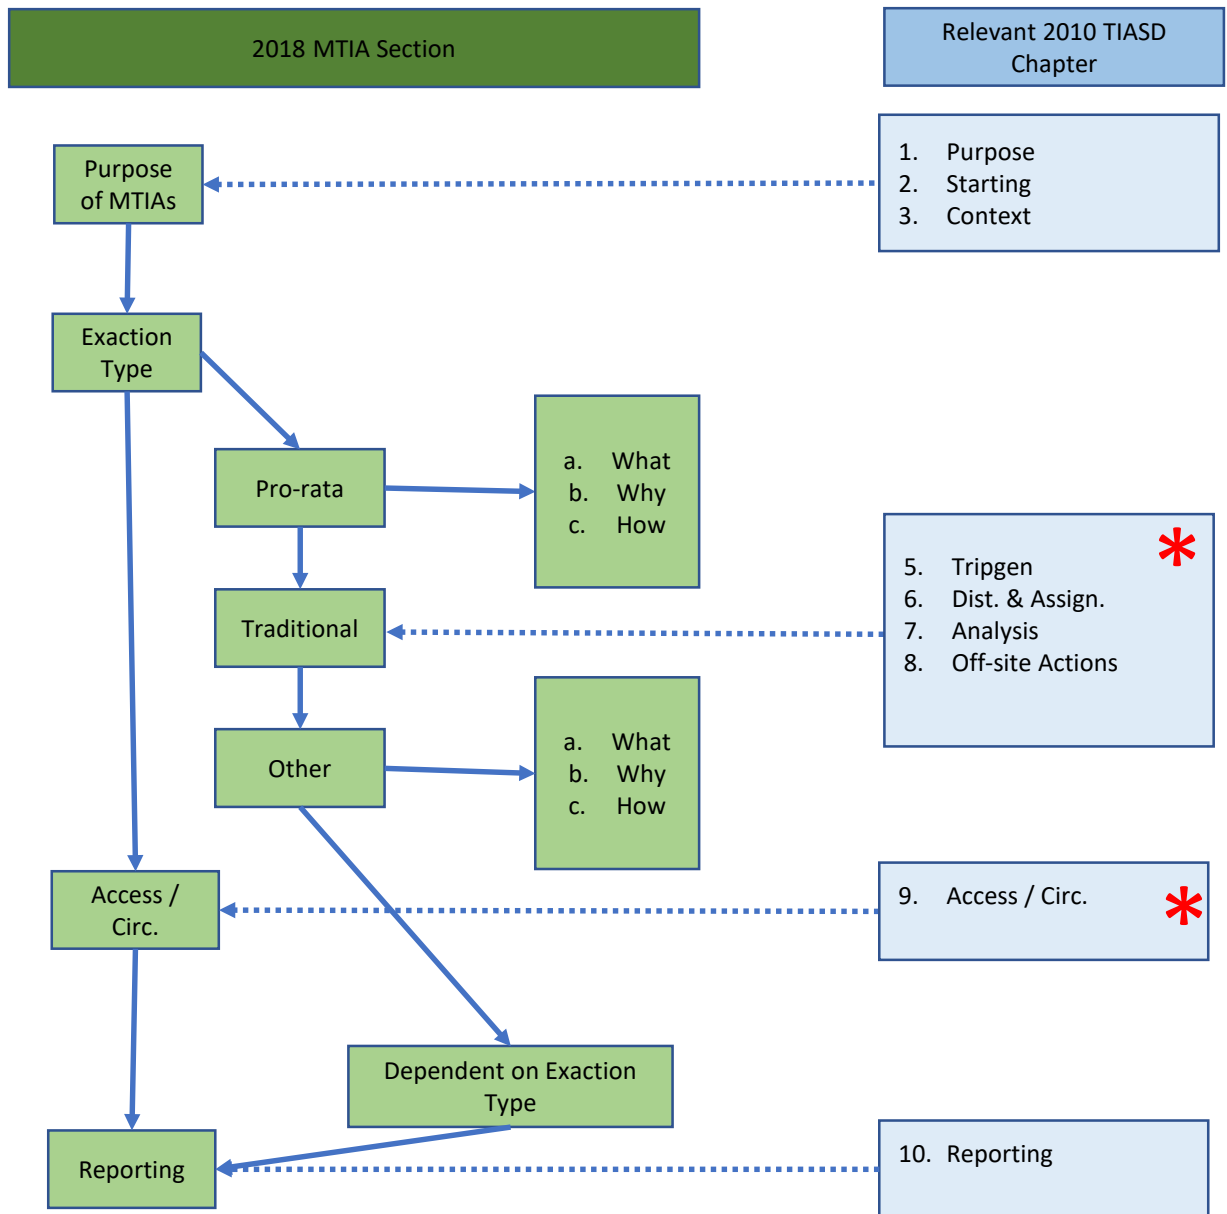 2018 MTIA Section
Relevant 2010 TIASD
Chapter
Purpose
of MTIAs
1. Purpose
2. Starting
3. Context
Exaction
Type
Pro-rata
a. What
b. Why
c. How
Traditional
5. Tripgen
6. Dist. & Assign.
7. Analysis
8. Off-site Actions
*
Other
a. What
b. Why
c. How
Access /
Circ.
9. Access / Circ.
*
Dependent on Exaction
Type
Reporting
10. Reporting